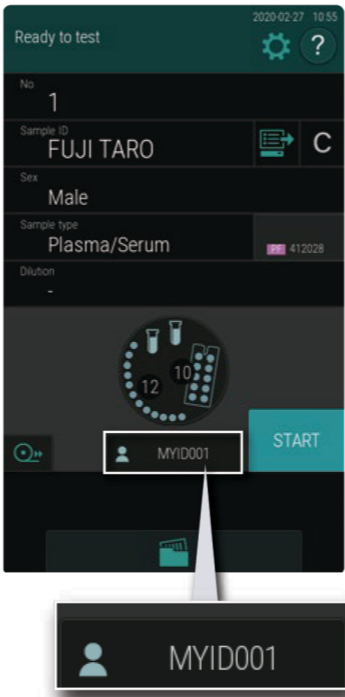 2020-02-27 10:55
Ready to test
?
No
1
Sample ID
FUJI TARO
C
Sex
Male
Sample type
Plasma/Serum
PF 412028
Dilution
-
12
10
MYID001
START
MYID001